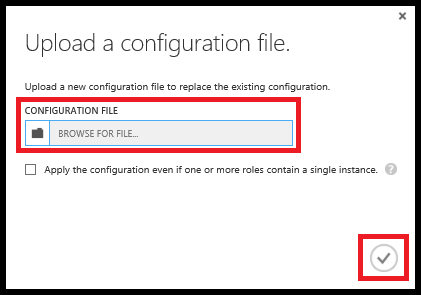 Upload a configuration file.
Upload a new configuration file to replace the existing configuration.
CONFIGURATION FILE
BROWSE FOR FILE...
Apply the configuration even if one or more roles contain a single instance. ?